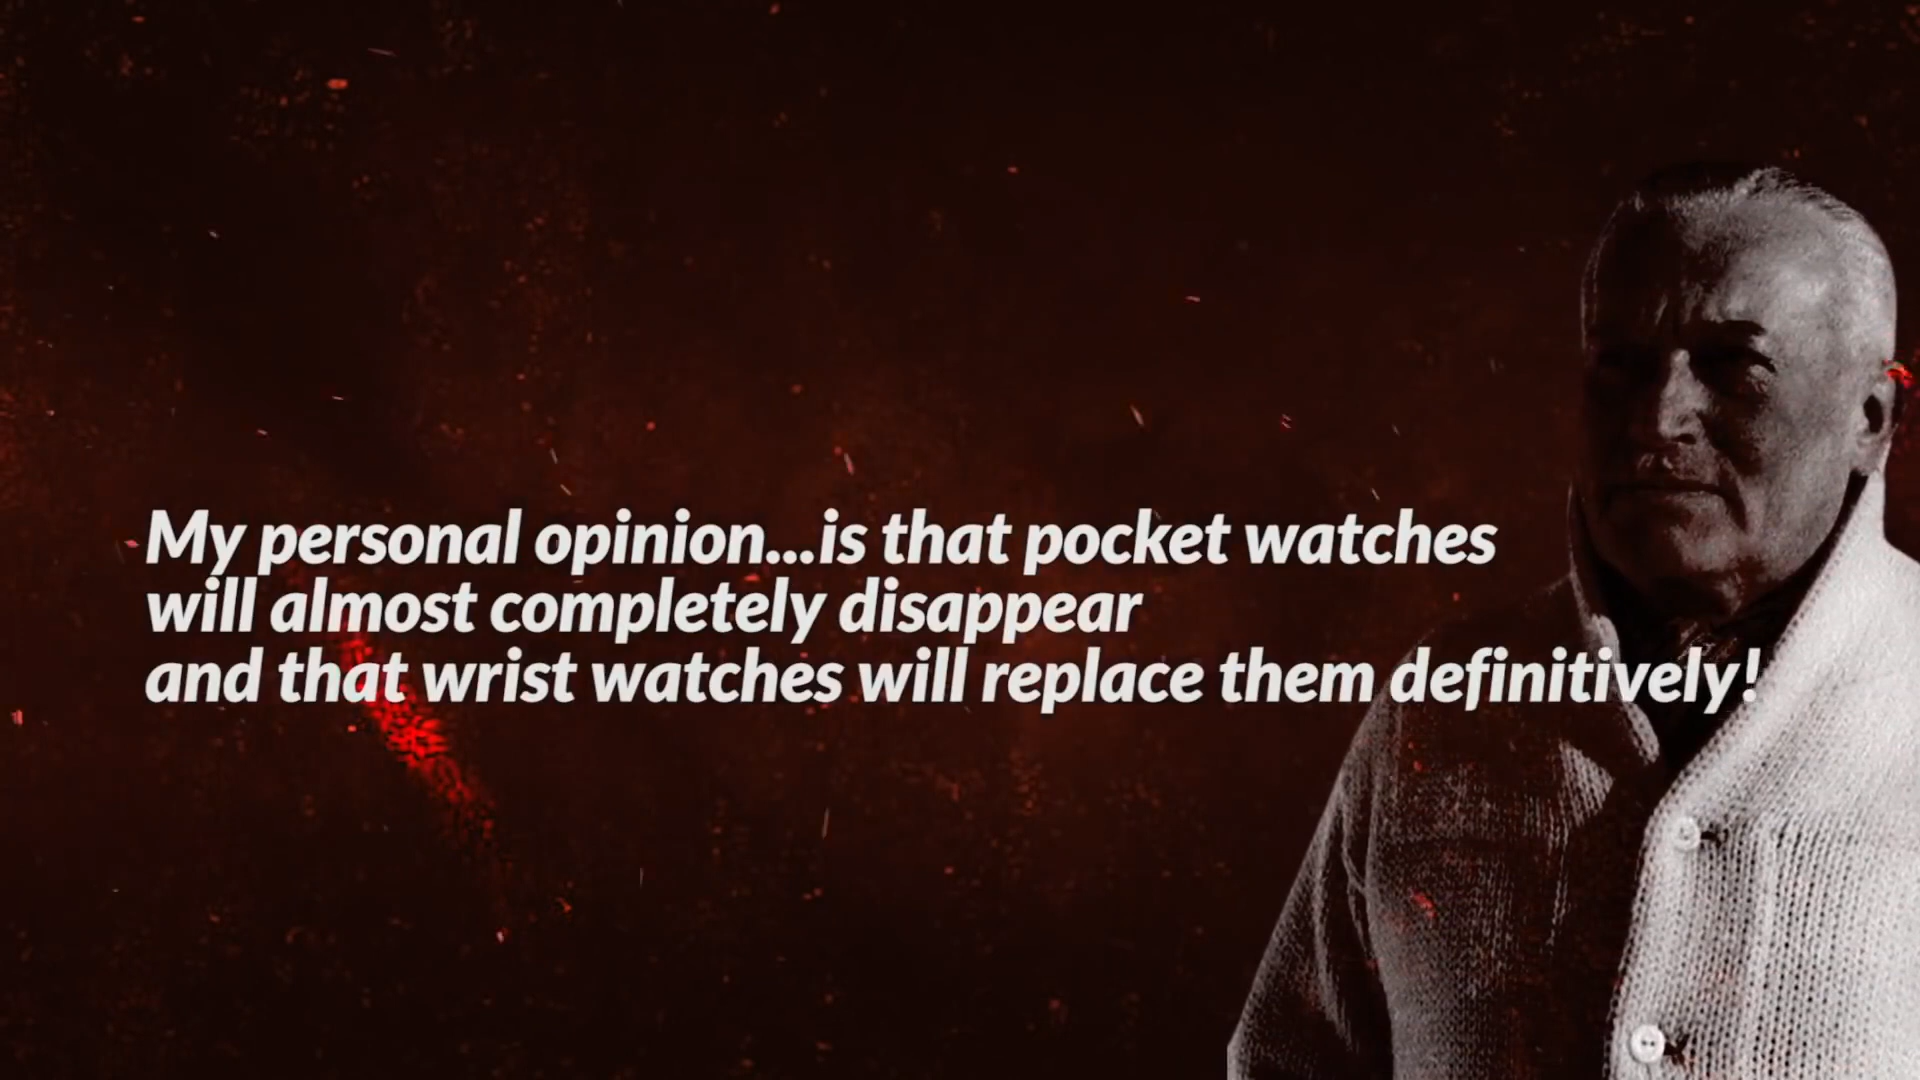 My personal opinion...is that pocket watches
will almost completely disappear
and that wrist watches will replace them definitively!